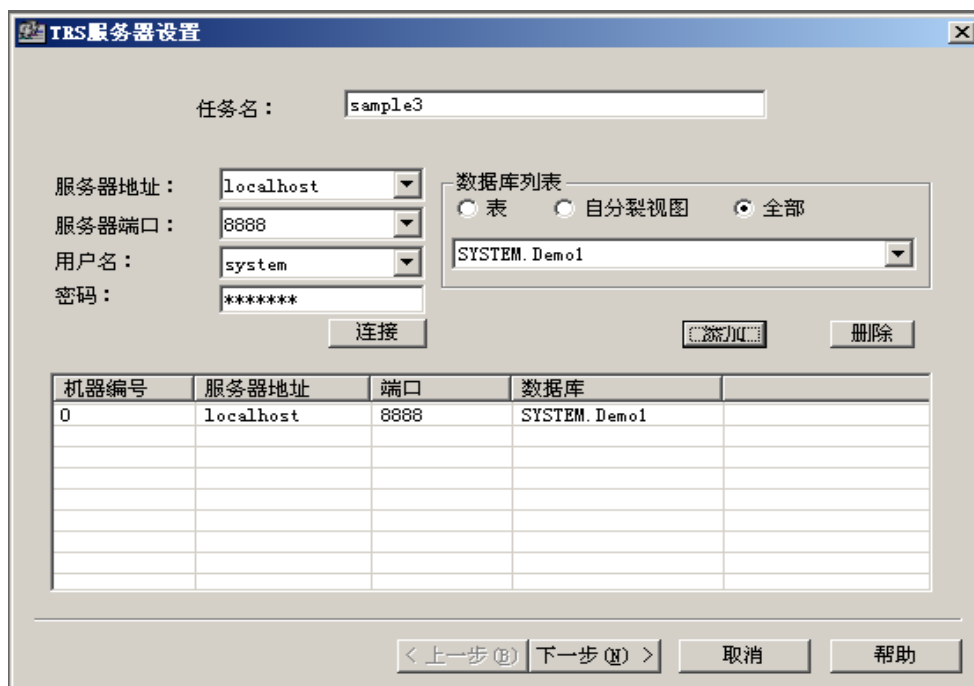 TRS服务器设置
任务名： sample3
服务器地址： localhost
服务器端口： 8888
用户名： system
密码： *******
连接
数据库列表
表 自分裂视图 全部
SYSTEM.Demo1
添加 删除
机器编号 服务器地址 端口 数据库
0 localhost 8888 SYSTEM.Demo1
< 上一步(B) 下一步(N) > 取消 帮助